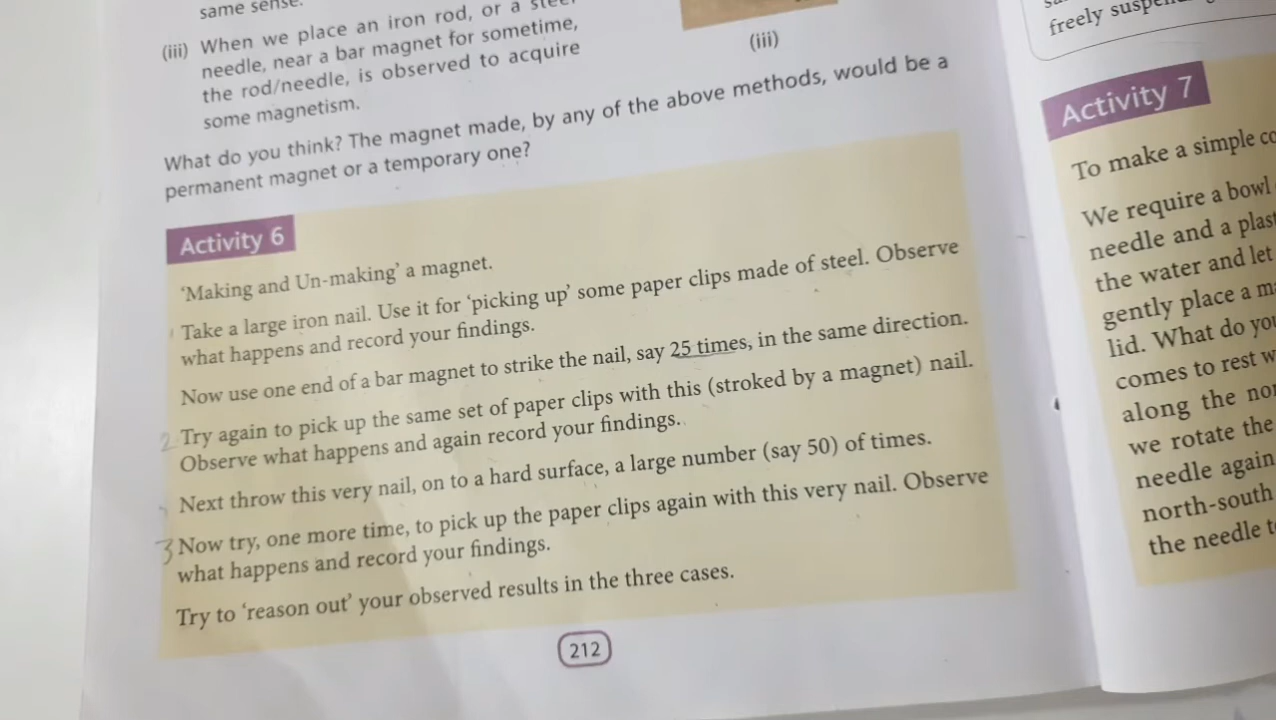 same sense.
(iii) When we place an iron rod, or a steel
needle, near a bar magnet for sometime,
the rod/needle, is observed to acquire
some magnetism.
(iii)
What do you think? The magnet made, by any of the above methods, would be a
permanent magnet or a temporary one?
Activity 6
'Making and Un-making' a magnet.
Take a large iron nail. Use it for 'picking up' some paper clips made of steel. Observe
what happens and record your findings.
Now use one end of a bar magnet to strike the nail, say 25 times, in the same direction.
2 Try again to pick up the same set of paper clips with this (stroked by a magnet) nail.
Observe what happens and again record your findings.
Next throw this very nail, on to a hard surface, a large number (say 50) of times.
3 Now try, one more time, to pick up the paper clips again with this very nail. Observe
what happens and record your findings.
Try to 'reason out' your observed results in the three cases.
212
freely
Activity 7
To make a simple
We require a bowl
needle and a
the water and let
gently place a
lid. What do you
comes to rest
along the
we rotate the
needle again
north-south
the needle